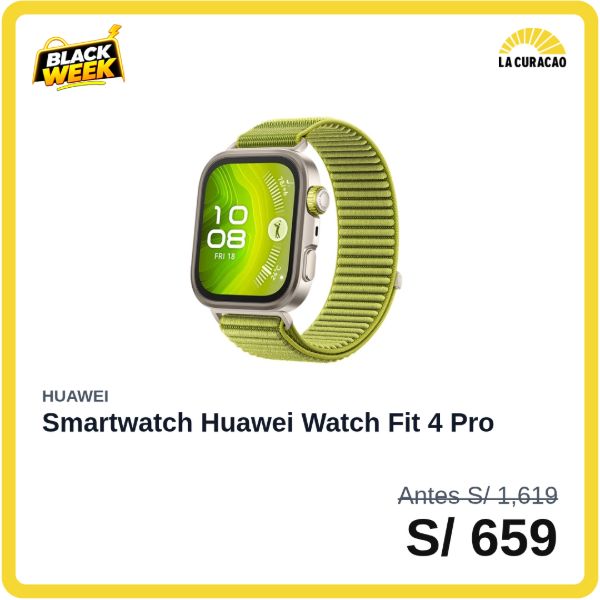 BLACK
WEEK
LA CURACAO
10
08
FRI 18
26°C
HUAWEI
Smartwatch Huawei Watch Fit 4 Pro
Antes S/ 1,619
S/ 659